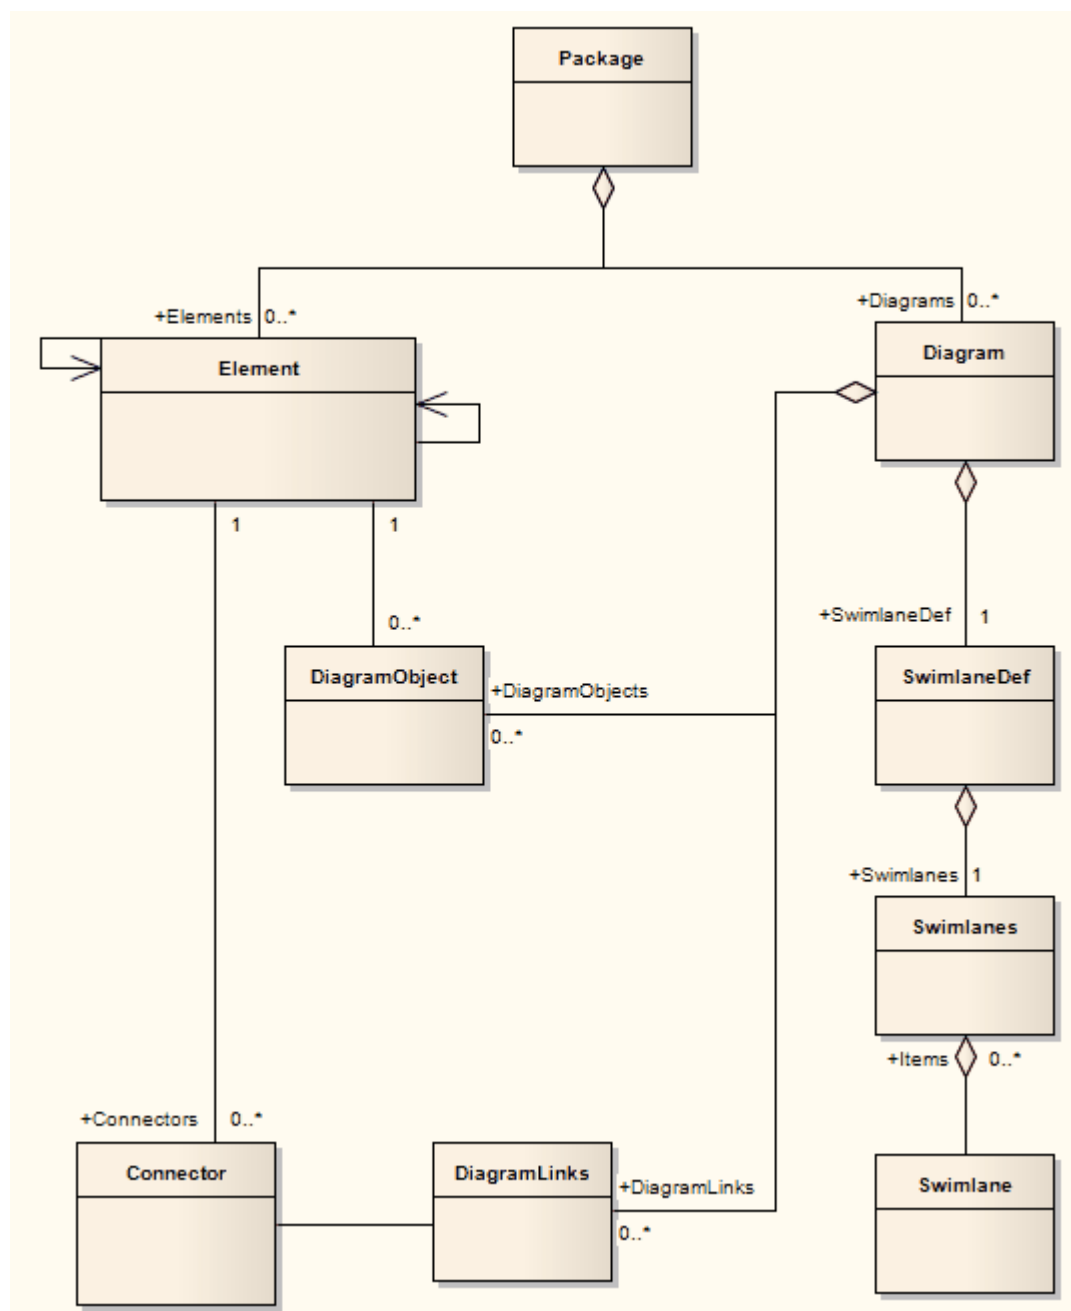 Package
+Elements 0..*
+Diagrams 0..*
Element
Diagram
1
1
+SwimlaneDef 1
0..*
DiagramObject
+DiagramObjects
0..*
SwimlaneDef
+Swimlanes 1
Swimlanes
+Items 0..*
+Connectors 0..*
Connector
DiagramLinks
+DiagramLinks
0..*
Swimlane